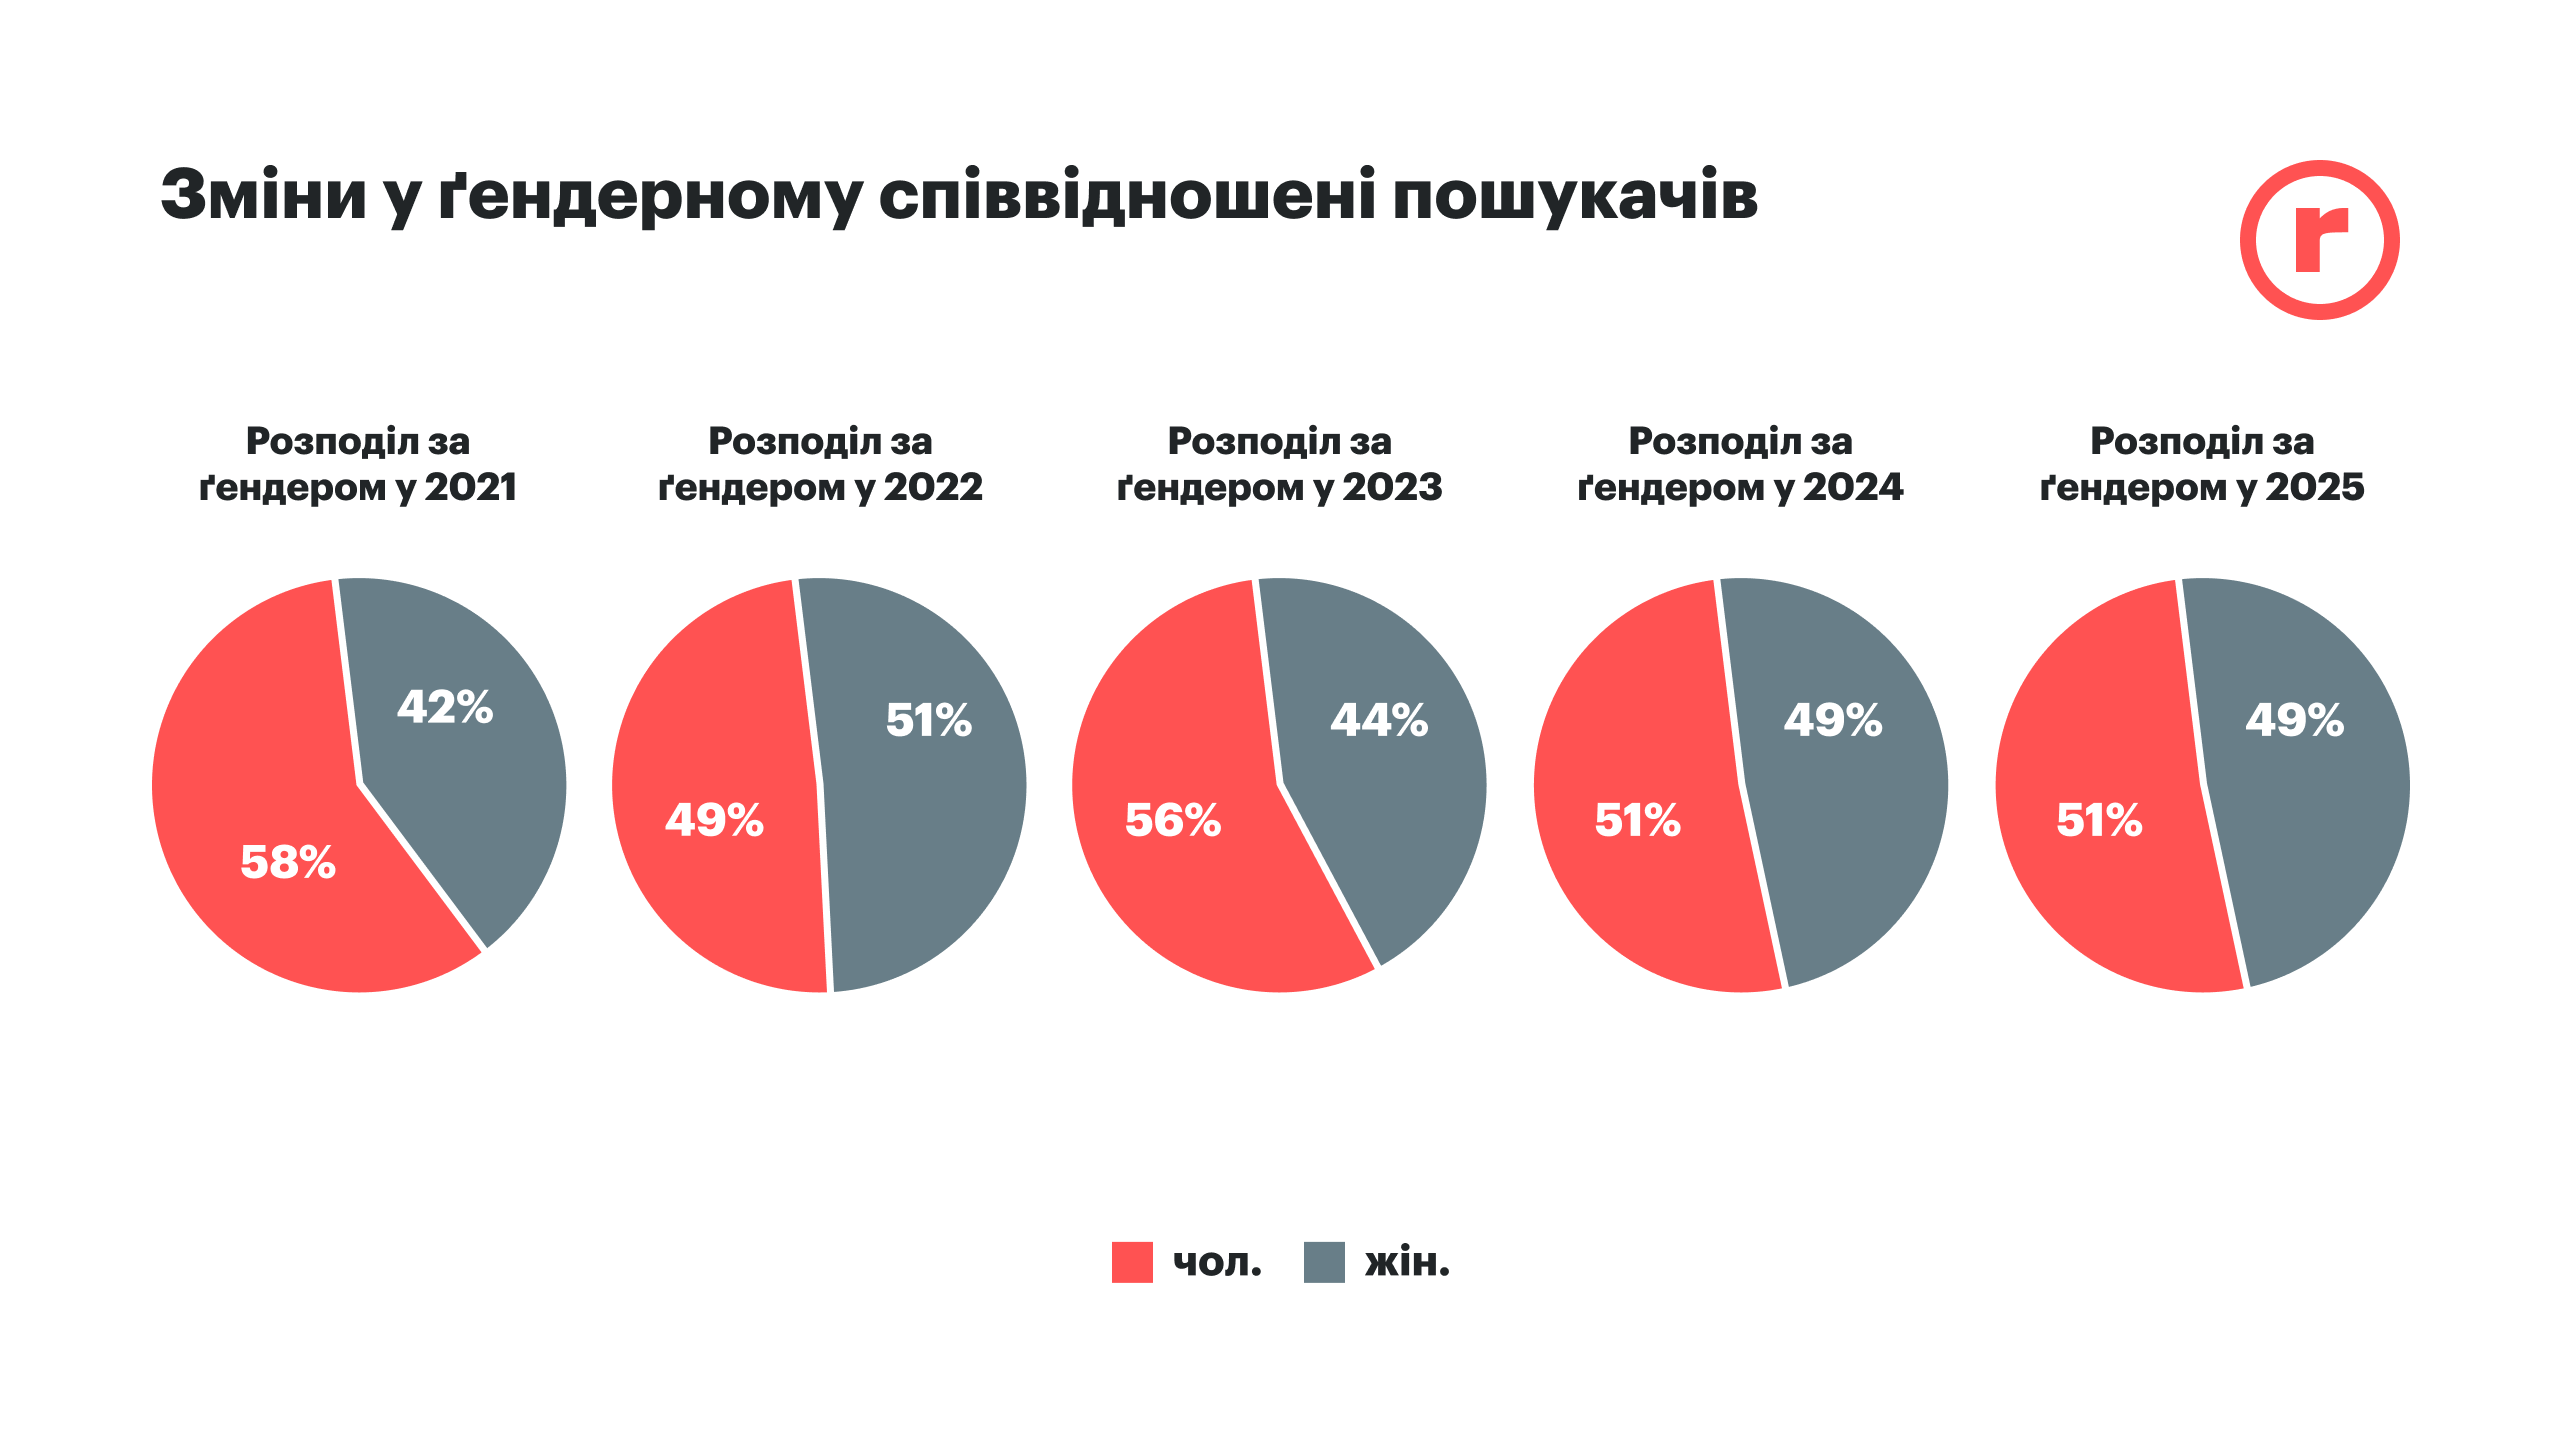 Зміни у ґендерному співвідношені пошукачів
r
Розподіл за
ґендером у 2021
Розподіл за
ґендером у 2022
Розподіл за
ґендером у 2023
Розподіл за
ґендером у 2024
Розподіл за
ґендером у 2025
42%
58%
51%
49%
44%
56%
49%
51%
49%
51%
чол.
жін.